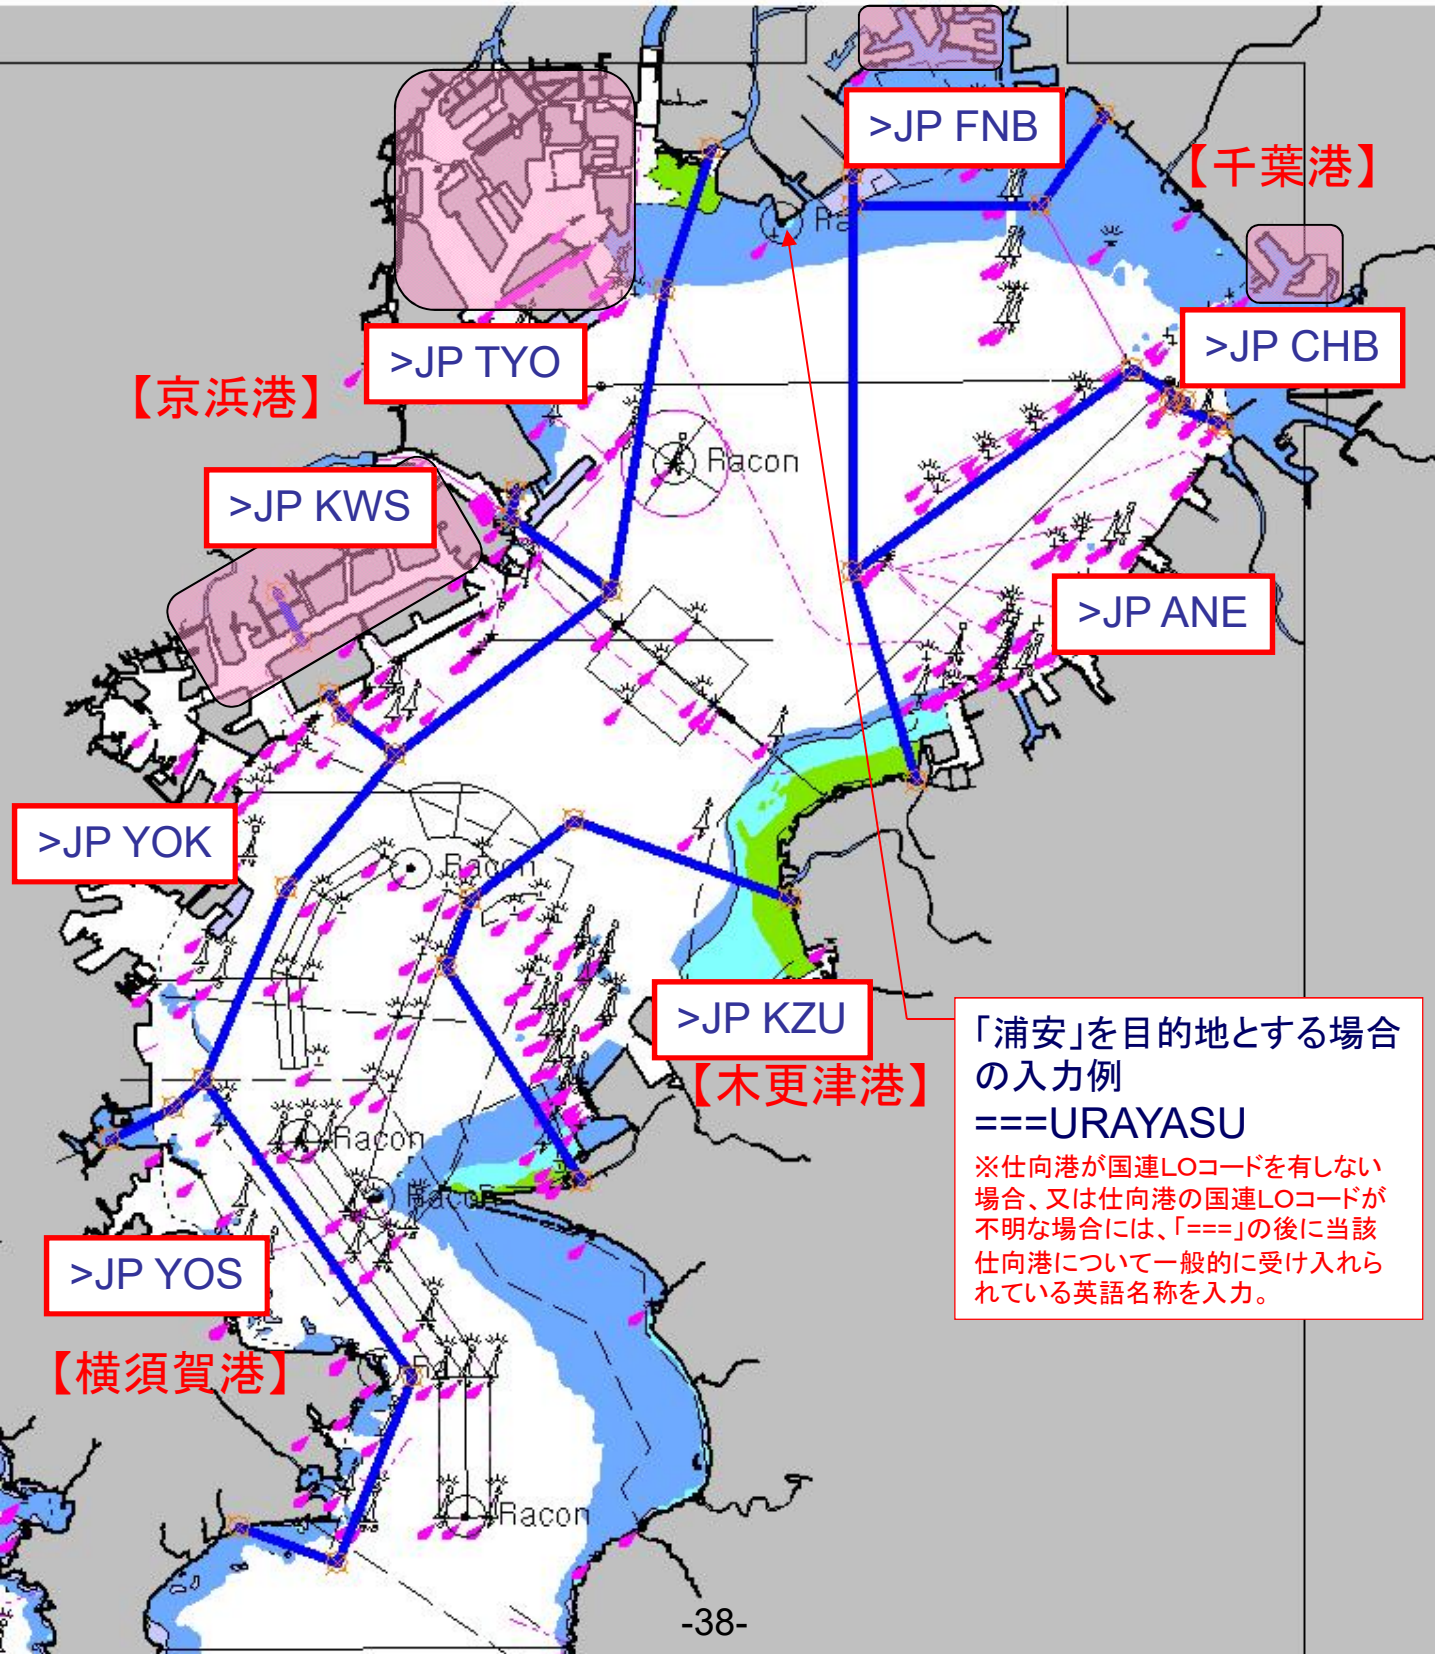 >JP FNB
【千葉港】
Ra
>JP TYO
>JP CHB
【京浜港】
Racon
>JP KWS
>JP ANE
>JP YOK
Racon
>JP KZU
【木更津港】
「浦安」を目的地とする場合
の入力例
===URAYASU
※仕向港が国連LOコードを有しない
場合、又は仕向港の国連LOコードが
不明な場合には、「===」の後に当該
仕向港について一般的に受け入れら
れている英語名称を入力。
Racon
Racon
>JP YOS
【横須賀港】
Ra
Racon
-38-